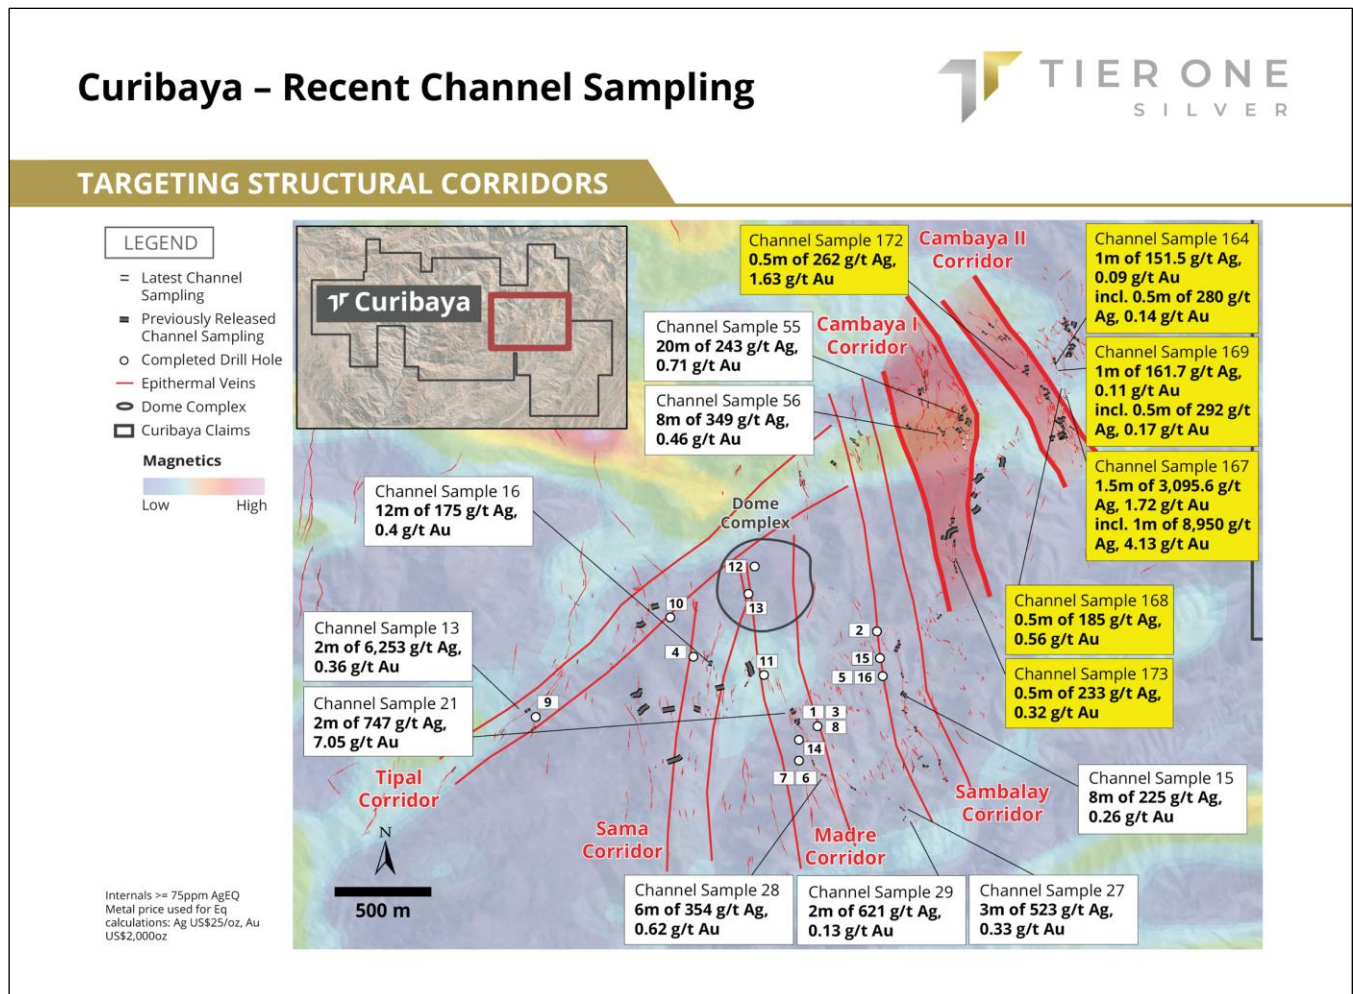 Curibaya – Recent Channel Sampling
TIER ONE
SILVER
TARGETING STRUCTURAL CORRIDORS
LEGEND
Latest Channel
Sampling
Previously Released
Channel Sampling
Completed Drill Hole
Epithermal Veins
Dome Complex
Curibaya Claims
Magnetics
Low High
Curibaya
Channel Sample 172
0.5m of 262 g/t Ag,
1.63 g/t Au
Cambaya II
Corridor
Channel Sample 164
1m of 151.5 g/t Ag,
0.09 g/t Au
incl. 0.5m of 280 g/t
Ag, 0.14 g/t Au
Channel Sample 55
20m of 243 g/t Ag,
0.71 g/t Au
Cambaya I
Corridor
Channel Sample 169
1m of 161.7 g/t Ag,
0.11 g/t Au
incl. 0.5m of 292 g/t
Ag, 0.17 g/t Au
Channel Sample 56
8m of 349 g/t Ag,
0.46 g/t Au
Channel Sample 167
1.5m of 3,095.6 g/t
Ag, 1.72 g/t Au
incl. 1m of 8,950 g/t
Ag, 4.13 g/t Au
Channel Sample 16
12m of 175 g/t Ag,
0.4 g/t Au
Dome
Complex
12
13
10
Channel Sample 168
0.5m of 185 g/t Ag,
0.56 g/t Au
Channel Sample 13
2m of 6,253 g/t Ag,
0.36 g/t Au
2
4
11
15
5 16
Channel Sample 173
0.5m of 233 g/t Ag,
0.32 g/t Au
Channel Sample 21
2m of 747 g/t Ag,
7.05 g/t Au
9
1 3
8
14
7 6
Tipal
Corridor
Channel Sample 15
8m of 225 g/t Ag,
0.26 g/t Au
Sambalay
Corridor
Sama
Corridor
Madre
Corridor
N
500 m
Channel Sample 28
6m of 354 g/t Ag,
0.62 g/t Au
Channel Sample 29
2m of 621 g/t Ag,
0.13 g/t Au
Channel Sample 27
3m of 523 g/t Ag,
0.33 g/t Au
Internals >= 75ppm AgEQ
Metal price used for Eq
calculations: Ag US$25/oz, Au
US$2,000oz